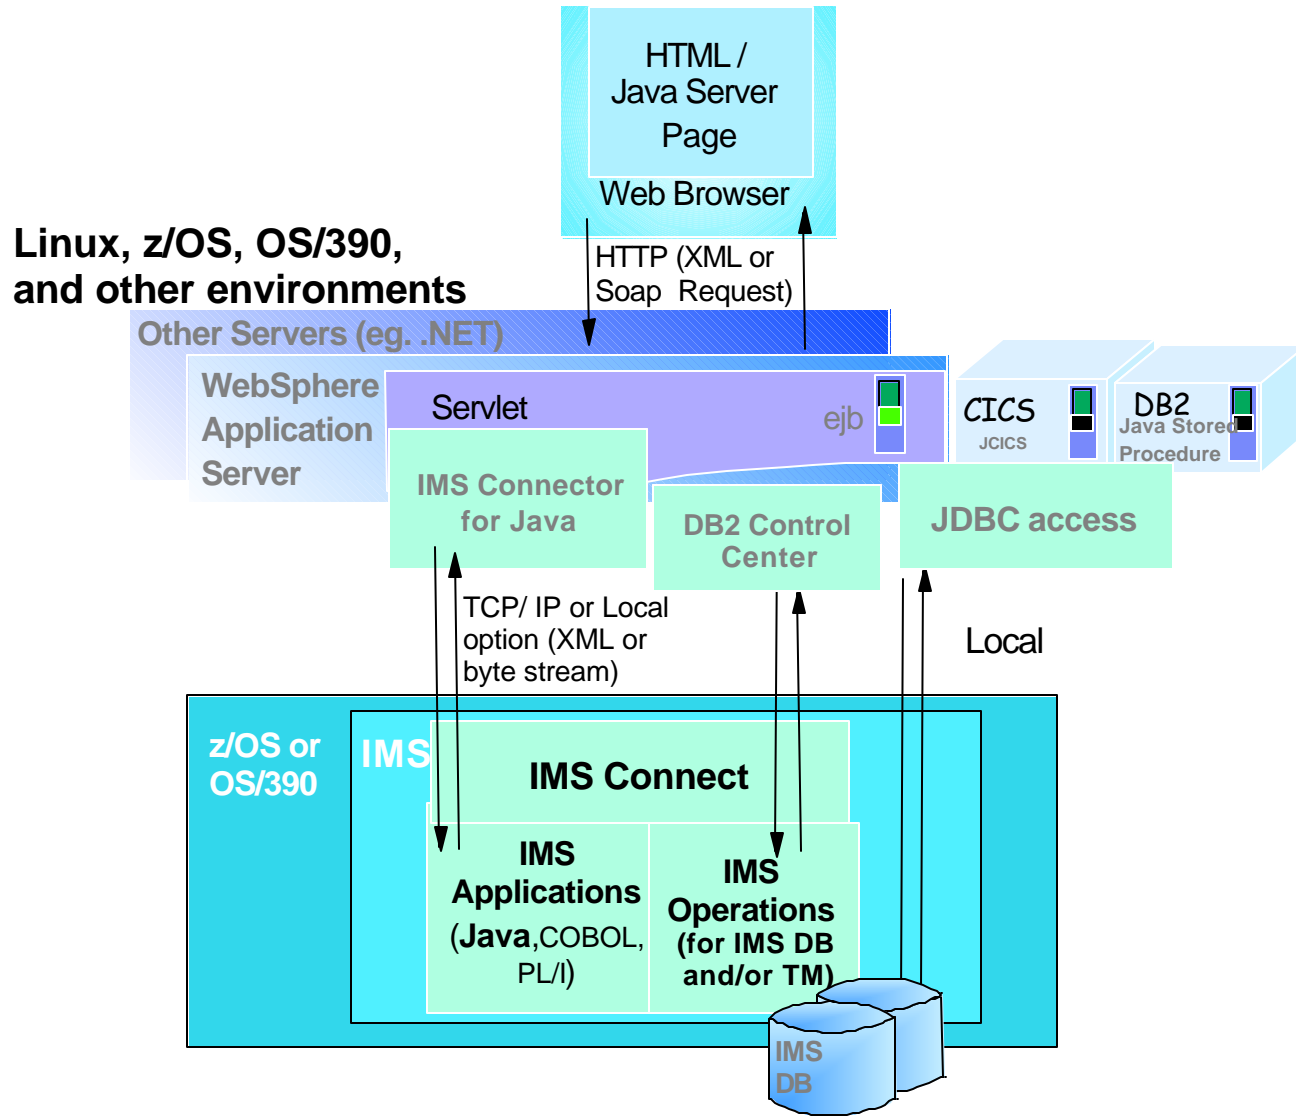 HTML /
Java Server
Page
Web Browser
Linux, z/OS, OS/390,
and other environments
HTTP (XML or
Soap Request)
Other Servers (eg. .NET)
WebSphere
Application
Server
Servlet
ejb
CICS
JCICS
DB2
Java Stored
Procedure
IMS Connector
for Java
DB2 Control
Center
JDBC access
TCP/ IP or Local
option (XML or
byte stream)
Local
z/OS or
OS/390
IMS
IMS Connect
IMS
Applications
(Java,COBOL,
PL/I)
IMS
Operations
(for IMS DB
and/or TM)
IMS
DB